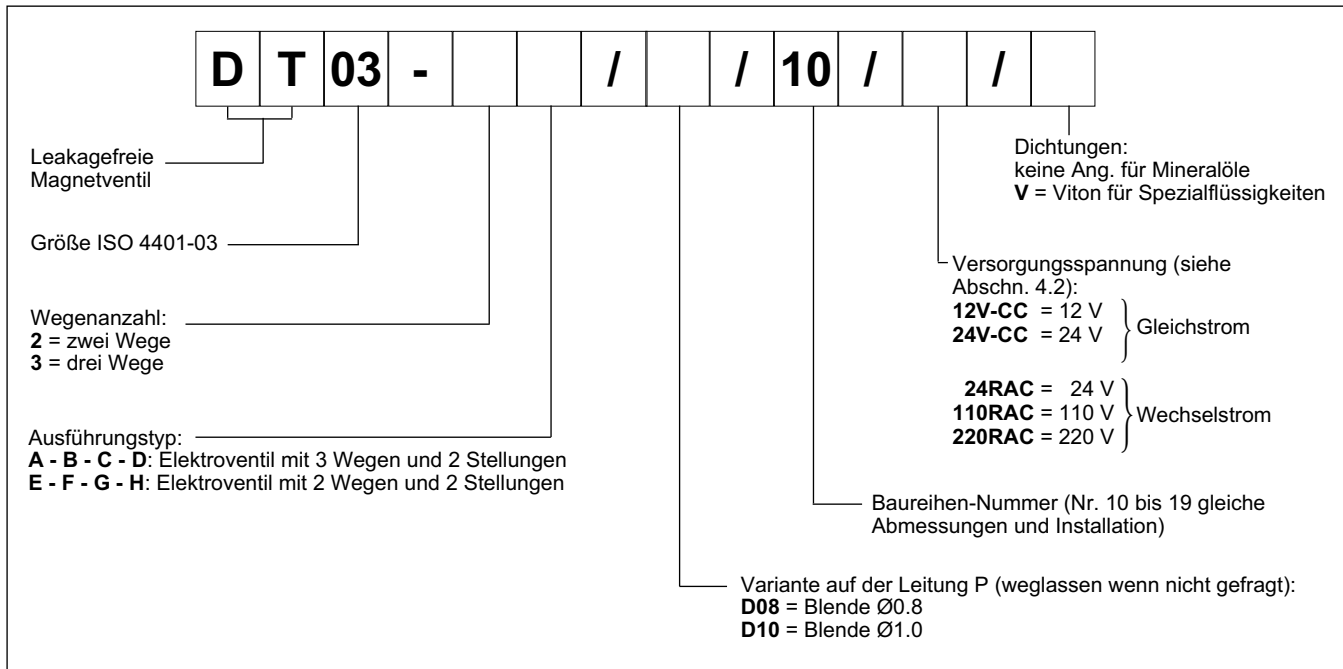 D T 03 - / / 10 / /
Leakagefreie
Magnetventil
Größe ISO 4401-03
Wegenanzahl:
2 = zwei Wege
3 = drei Wege
Ausführungstyp:
A - B - C - D: Elektroventil mit 3 Wegen und 2 Stellungen
E - F - G - H: Elektroventil mit 2 Wegen und 2 Stellungen
Dichtungen:
keine Ang. für Mineralöle
V = Viton für Spezialflüssigkeiten
Versorgungsspannung (siehe
Abschn. 4.2):
12V-CC = 12 V
24V-CC = 24 V
Gleichstrom
24RAC = 24 V
110RAC = 110 V
220RAC = 220 V
Wechselstrom
Baureihen-Nummer (Nr. 10 bis 19 gleiche
Abmessungen und Installation)
Variante auf der Leitung P (weglassen wenn nicht gefragt):
D08 = Blende Ø0.8
D10 = Blende Ø1.0